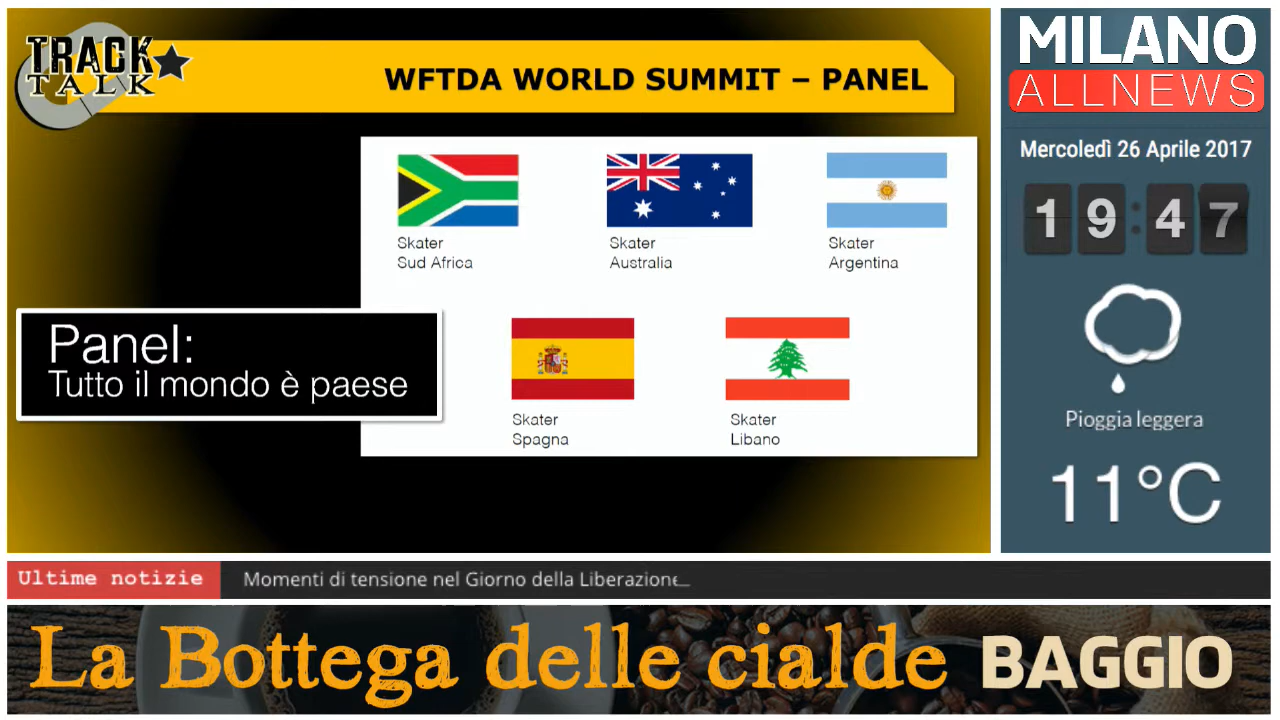 TRACK
TALK
WFTDA WORLD SUMMIT – PANEL
Skater
Sud Africa
Skater
Australia
Skater
Argentina
Skater
Spagna
Skater
Libano
Panel:
Tutto il mondo è paese
MILANO
ALLNEWS
Mercoledì 26 Aprile 2017
19:47
Pioggia leggera
11°C
Ultime notizie
Momenti di tensione nel Giorno della Liberazione_
La Bottega delle cialde BAGGIO